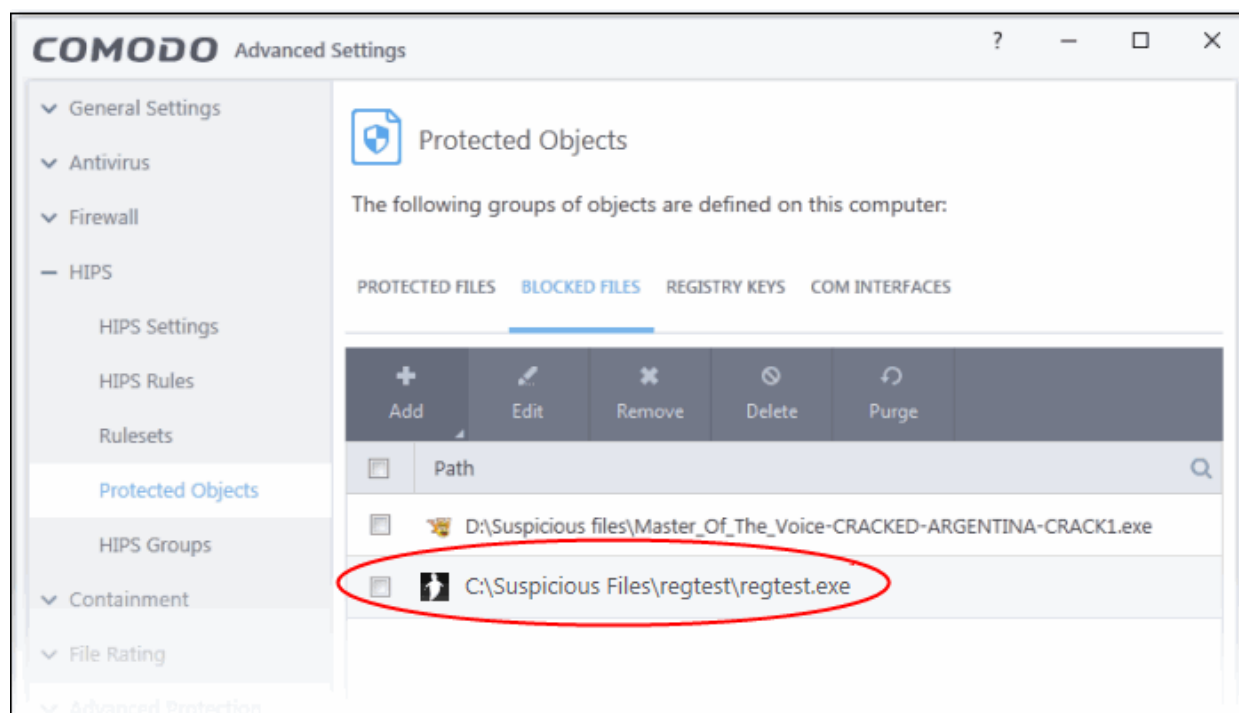 COMODO Advanced Settings ?
General Settings
Antivirus
Firewall
HIPS
HIPS Settings
HIPS Rules
Rulesets
Protected Objects
HIPS Groups
Containment
File Rating
Advanced Protection
Protected Objects
The following groups of objects are defined on this computer:
PROTECTED FILES BLOCKED FILES REGISTRY KEYS COM INTERFACES
Add Edit Remove Delete Purge
Path
D:\Suspicious files\Master_Of_The_Voice-CRACKED-ARGENTINA-CRACK1.exe
C:\Suspicious Files\regtest\regtest.exe